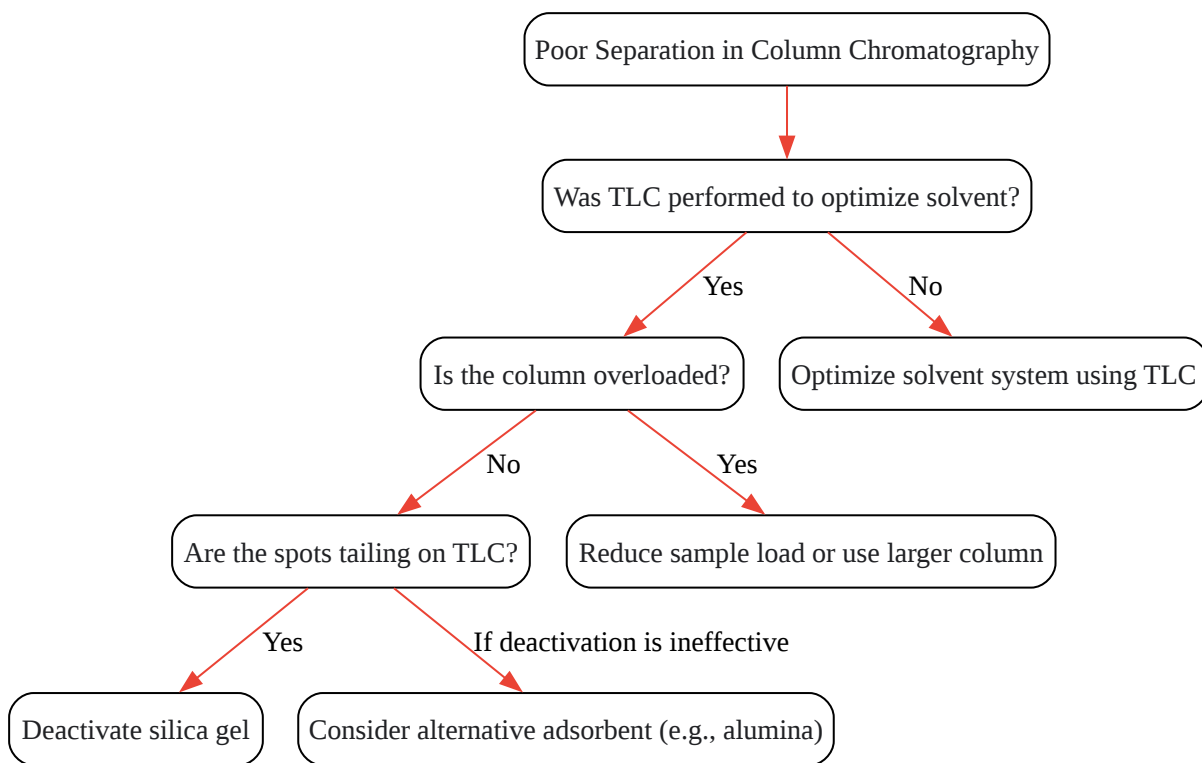 Poor Separation in Column Chromatography
Was TLC performed to optimize solvent?
Yes
No
Is the column overloaded?
Optimize solvent system using TLC
No
Yes
Are the spots tailing on TLC?
Reduce sample load or use larger column
Yes
If deactivation is ineffective
Deactivate silica gel
Consider alternative adsorbent (e.g., alumina)